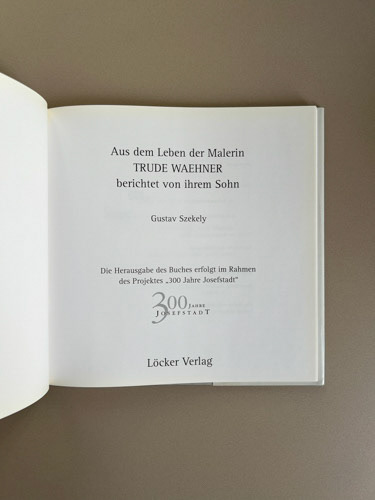 Aus dem Leben der Malerin
TRUDE WAEHNER
berichtet von ihrem Sohn
Gustav Szekely
Die Herausgabe des Buches erfolgt im Rahmen
des Projektes „300 Jahre Josefstadt“
300 JAHRE
JOSEFSTADT
Löcker Verlag